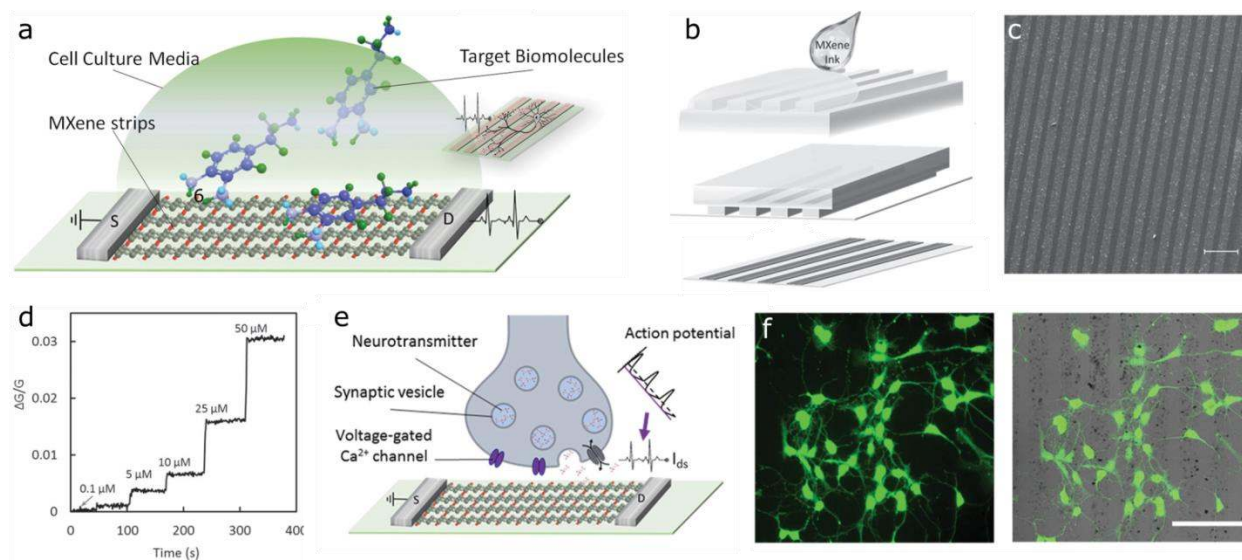 a
Cell Culture Media
Target Biomolecules
MXene strips
6
S
D
b
MXene
Ink
c
d
ΔG/G
0.03
0.02
0.01
0
0.1 µM
5 µM
10 µM
25 µM
50 µM
0
100
200
300
400
Time (s)
e
Neurotransmitter
Synaptic vesicle
Voltage-gated
Ca²⁺ channel
Action potential
Ids
S
D
f